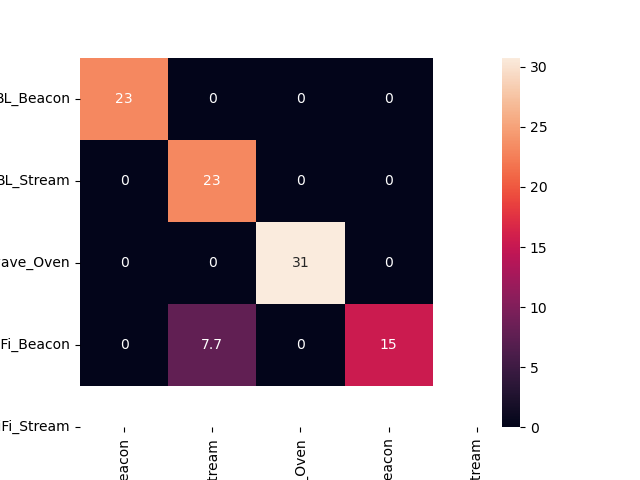 BL_Beacon 23 0 0 0
BL_Stream 0 23 0 0
ave_Oven 0 0 31 0
Fi_Beacon 0 7.7 0 15
Fi_Stream
eacon
tream
_Oven
eacon
tream
30
25
20
15
10
5
0